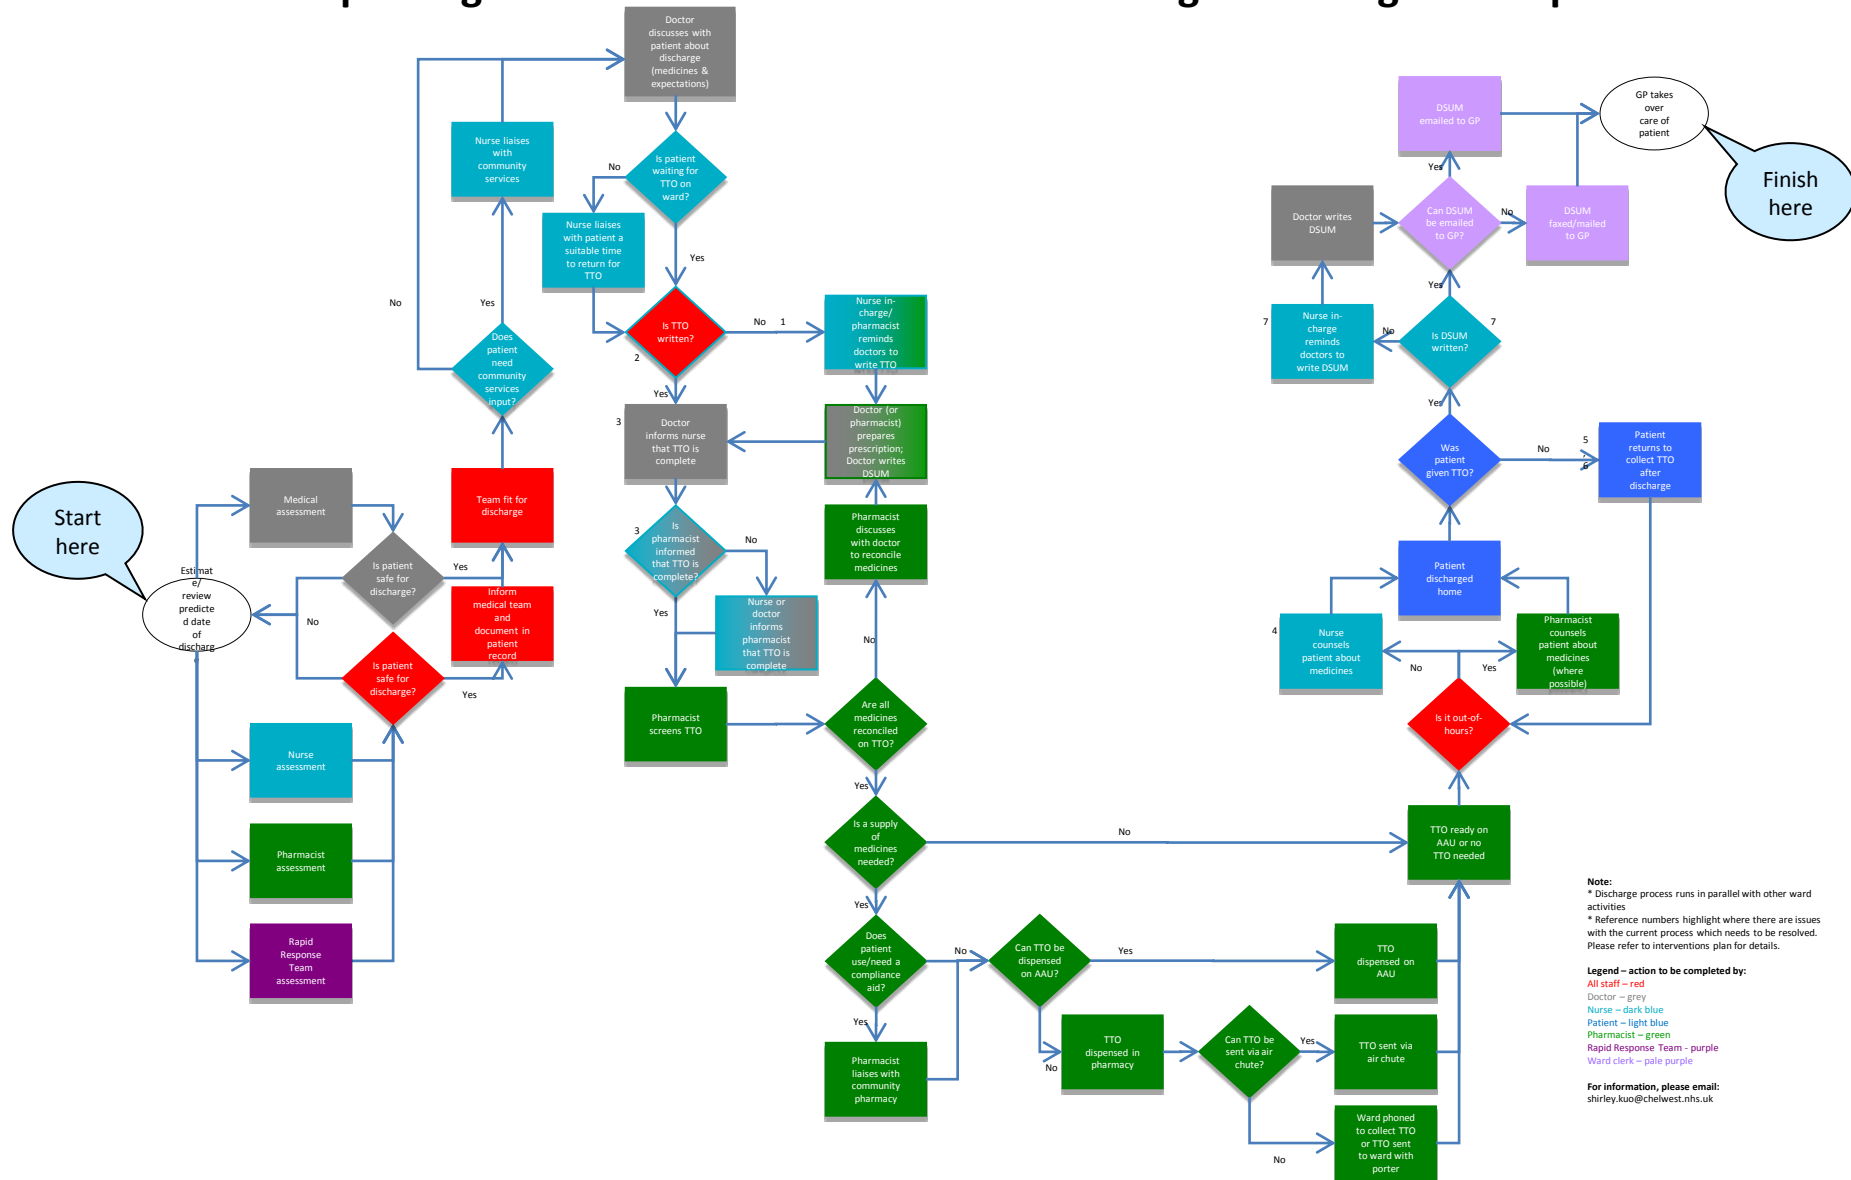 Doctor
discusses with
patient about
discharge
(medicines &
expectations)
Nurse liaises
with
community
services
Is patient
waiting for
TTO on
ward?
No
Nurse liaises
with patient a
suitable time
to return for
TTO
Yes
No
Yes
Is TTO
written?
2
No
1
Nurse in-
charge/
pharmacist
reminds
doctors to
write TTO
Does
patient
need
community
services
input?
Yes
3
Doctor
informs nurse
that TTO is
complete
Doctor (or
pharmacist)
prepares
prescription;
Doctor writes
DSUM
Start
here
Medical
assessment
Team fit for
discharge
Is patient
safe for
discharge?
Yes
Estimat
e/
review
predicte
d date
of
discharg
No
Inform
medical team
and
document in
patient
record
Is patient
safe for
discharge?
Yes
Nurse
assessment
Pharmacist
assessment
Rapid
Response
Team
assessment
3
Is
pharmacist
informed
that TTO is
complete?
No
Yes
Nurse or
doctor
informs
pharmacist
that TTO is
complete
Pharmacist
discusses
with doctor
to reconcile
medicines
No
Pharmacist
screens TTO
Are all
medicines
reconciled
on TTO?
Yes
Is a supply
of
medicines
needed?
No
Yes
Does
patient
use/need a
compliance
aid?
No
Yes
Pharmacist
liaises with
community
pharmacy
Can TTO be
dispensed
on AAU?
Yes
No
TTO
dispensed in
pharmacy
Can TTO be
sent via air
chute?
Yes
No
TTO
dispensed on
AAU
TTO sent via
air chute
Ward phoned
to collect TTO
or TTO sent
to ward with
porter
TTO ready on
AAU or no
TTO needed
Is it out-of-
hours?
No
Yes
4
Nurse
counsels
patient about
medicines
Pharmacist
counsels
patient about
medicines
(where
possible)
Patient
discharged
home
Was
patient
given TTO?
No
5
,
6
Patient
returns to
collect TTO
after
discharge
Yes
Is DSUM
written?
7
No
7
Nurse in-
charge
reminds
doctors to
write DSUM
Yes
Doctor writes
DSUM
Can DSUM
be emailed
to GP?
No
DSUM
faxed/mailed
to GP
Yes
DSUM
emailed to GP
GP takes
over
care of
patient
Finish
here
Note:
* Discharge process runs in parallel with other ward
activities
* Reference numbers highlight where there are issues
with the current process which needs to be resolved.
Please refer to interventions plan for details.
Legend – action to be completed by:
All staff – red
Doctor – grey
Nurse – dark blue
Patient – light blue
Pharmacist – green
Rapid Response Team - purple
Ward clerk – pale purple
For information, please email:
shirley.kuo@chelwest.nhs.uk